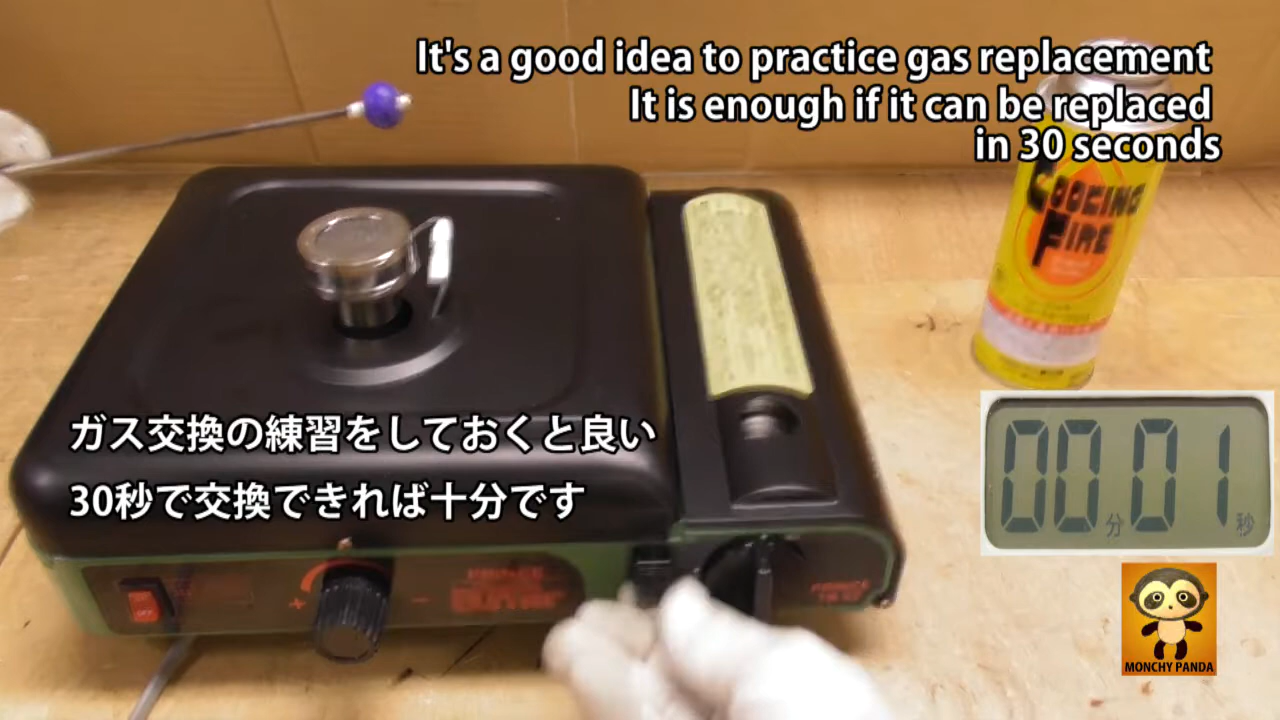 It's a good idea to practice gas replacement
It is enough if it can be replaced
in 30 seconds
COOCING
FIRE
ガス交換の練習をしておくと良い
30秒で交換できれば十分です
00分01秒
MONCHY PANDA